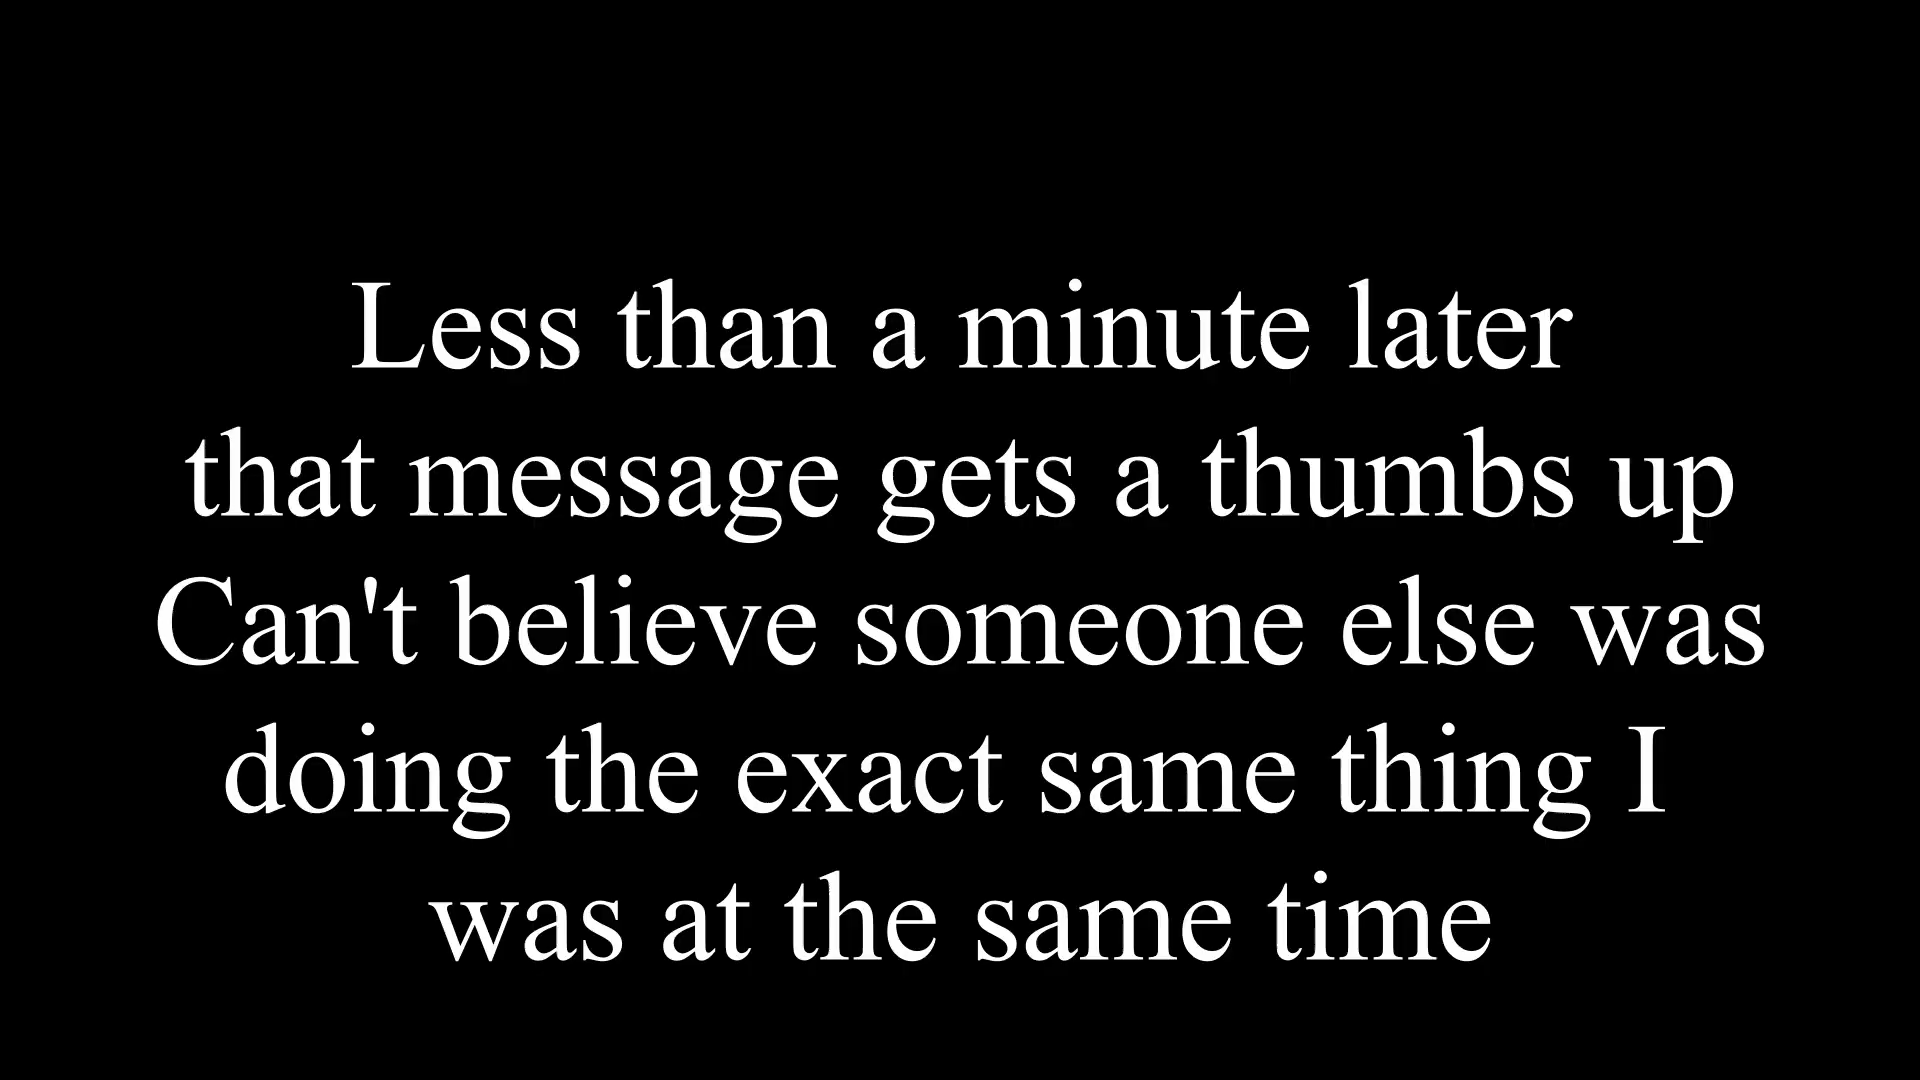 Less than a minute later
that message gets a thumbs up
Can't believe someone else was
doing the exact same thing I
was at the same time